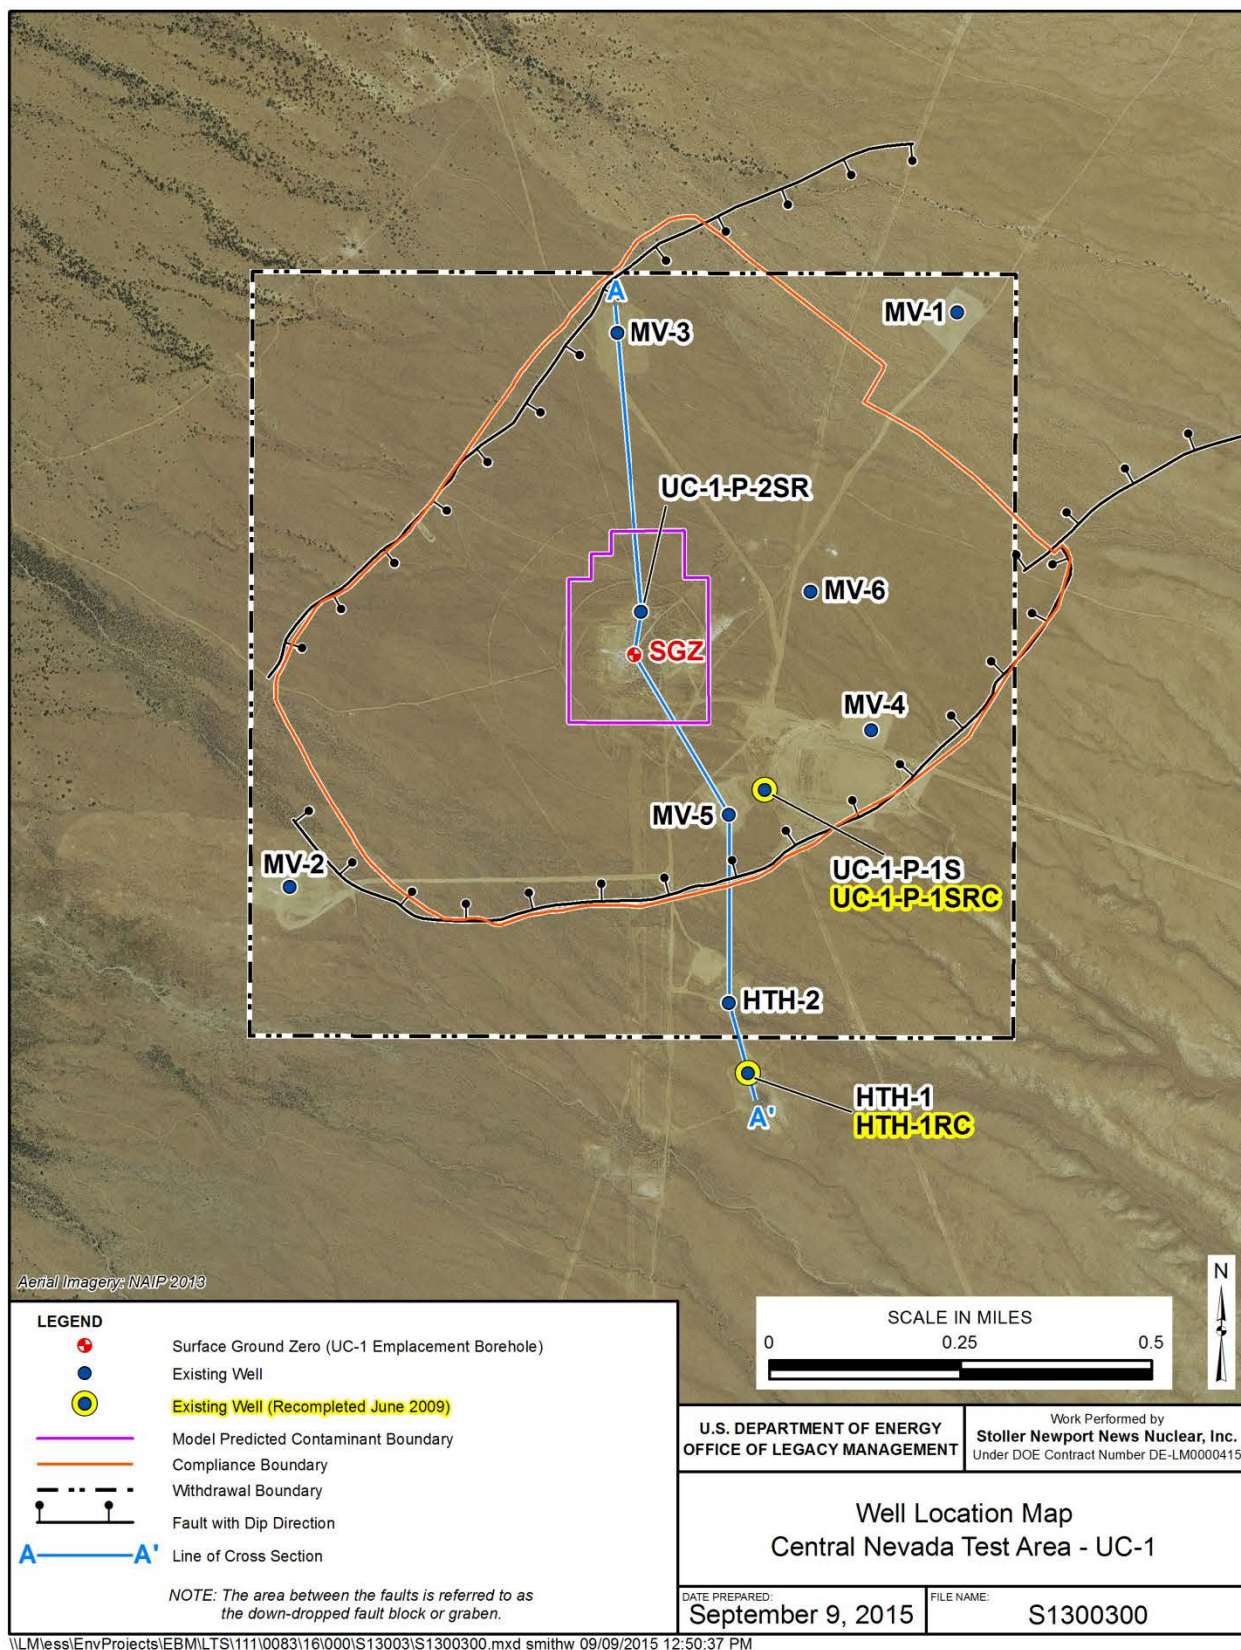 A
MV-3
MV-1
UC-1-P-2SR
MV-6
SGZ
MV-4
MV-5
UC-1-P-1S
UC-1-P-1SRC
MV-2
HTH-2
HTH-1
HTH-1RC
A'
Aerial Imagery: NAIP 2013
N
SCALE IN MILES
0 0.25 0.5
LEGEND
Surface Ground Zero (UC-1 Emplacement Borehole)
Existing Well
Existing Well (Recompleted June 2009)
Model Predicted Contaminant Boundary
Compliance Boundary
Withdrawal Boundary
Fault with Dip Direction
A A' Line of Cross Section
NOTE: The area between the faults is referred to as
the down-dropped fault block or graben.
U.S. DEPARTMENT OF ENERGY
OFFICE OF LEGACY MANAGEMENT
Work Performed by
Stoller Newport News Nuclear, Inc.
Under DOE Contract Number DE-LM0000415
Well Location Map
Central Nevada Test Area - UC-1
DATE PREPARED:
September 9, 2015
FILE NAME:
S1300300
\\LM\ess\EnvProjects\EBM\LTS\111\0083\16\000\S13003\S1300300.mxd smithw 09/09/2015 12:50:37 PM